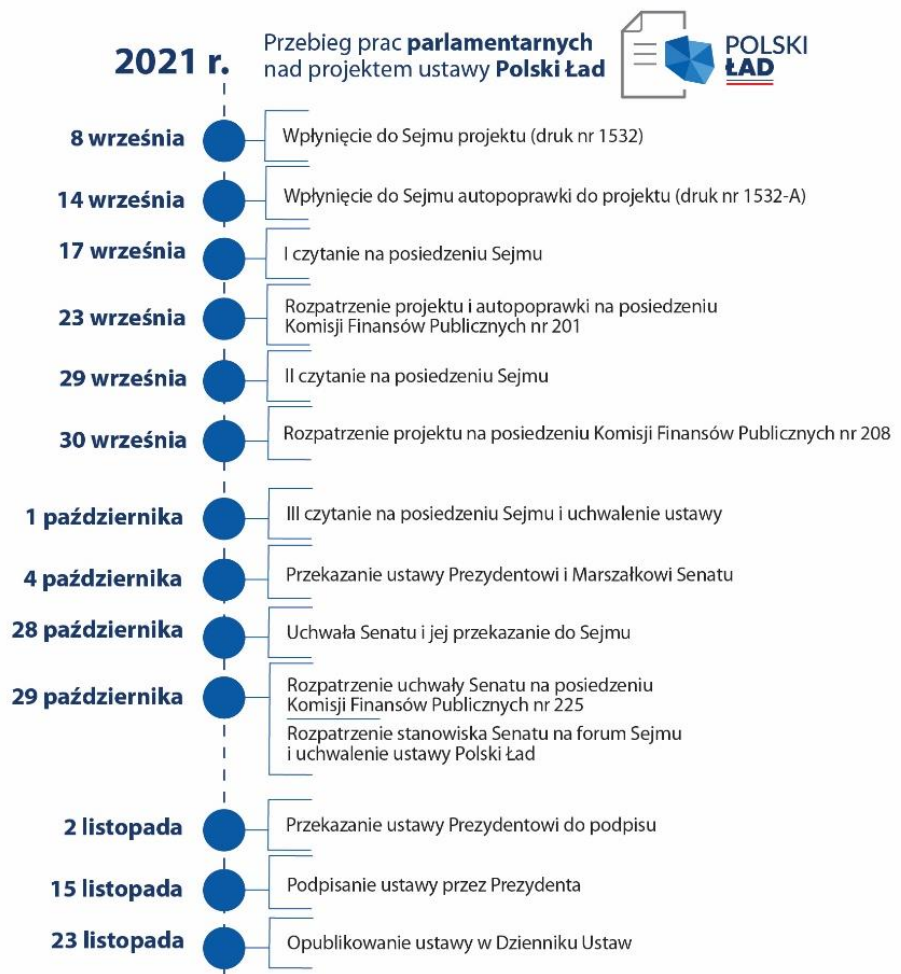 2021 r.
Przebieg prac parlamentarnych
nad projektem ustawy Polski Ład
POLSKI
ŁAD
8 września
Wpłynięcie do Sejmu projektu (druk nr 1532)
14 września
Wpłynięcie do Sejmu autopoprawki do projektu (druk nr 1532-A)
17 września
I czytanie na posiedzeniu Sejmu
23 września
Rozpatrzenie projektu i autopoprawki na posiedzeniu
Komisji Finansów Publicznych nr 201
29 września
II czytanie na posiedzeniu Sejmu
30 września
Rozpatrzenie projektu na posiedzeniu Komisji Finansów Publicznych nr 208
1 października
III czytanie na posiedzeniu Sejmu i uchwalenie ustawy
4 października
Przekazanie ustawy Prezydentowi i Marszałkowi Senatu
28 października
Uchwała Senatu i jej przekazanie do Sejmu
29 października
Rozpatrzenie uchwały Senatu na posiedzeniu
Komisji Finansów Publicznych nr 225
Rozpatrzenie stanowiska Senatu na forum Sejmu
i uchwalenie ustawy Polski Ład
2 listopada
Przekazanie ustawy Prezydentowi do podpisu
15 listopada
Podpisanie ustawy przez Prezydenta
23 listopada
Opublikowanie ustawy w Dzienniku Ustaw